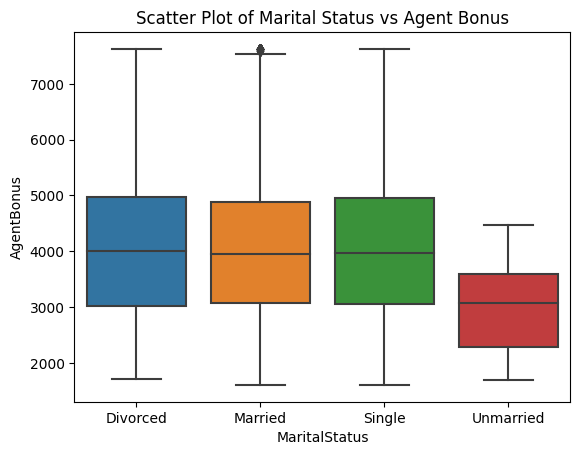 Scatter Plot of Marital Status vs Agent Bonus
AgentBonus
7000
6000
5000
4000
3000
2000
Divorced Married Single Unmarried
MaritalStatus